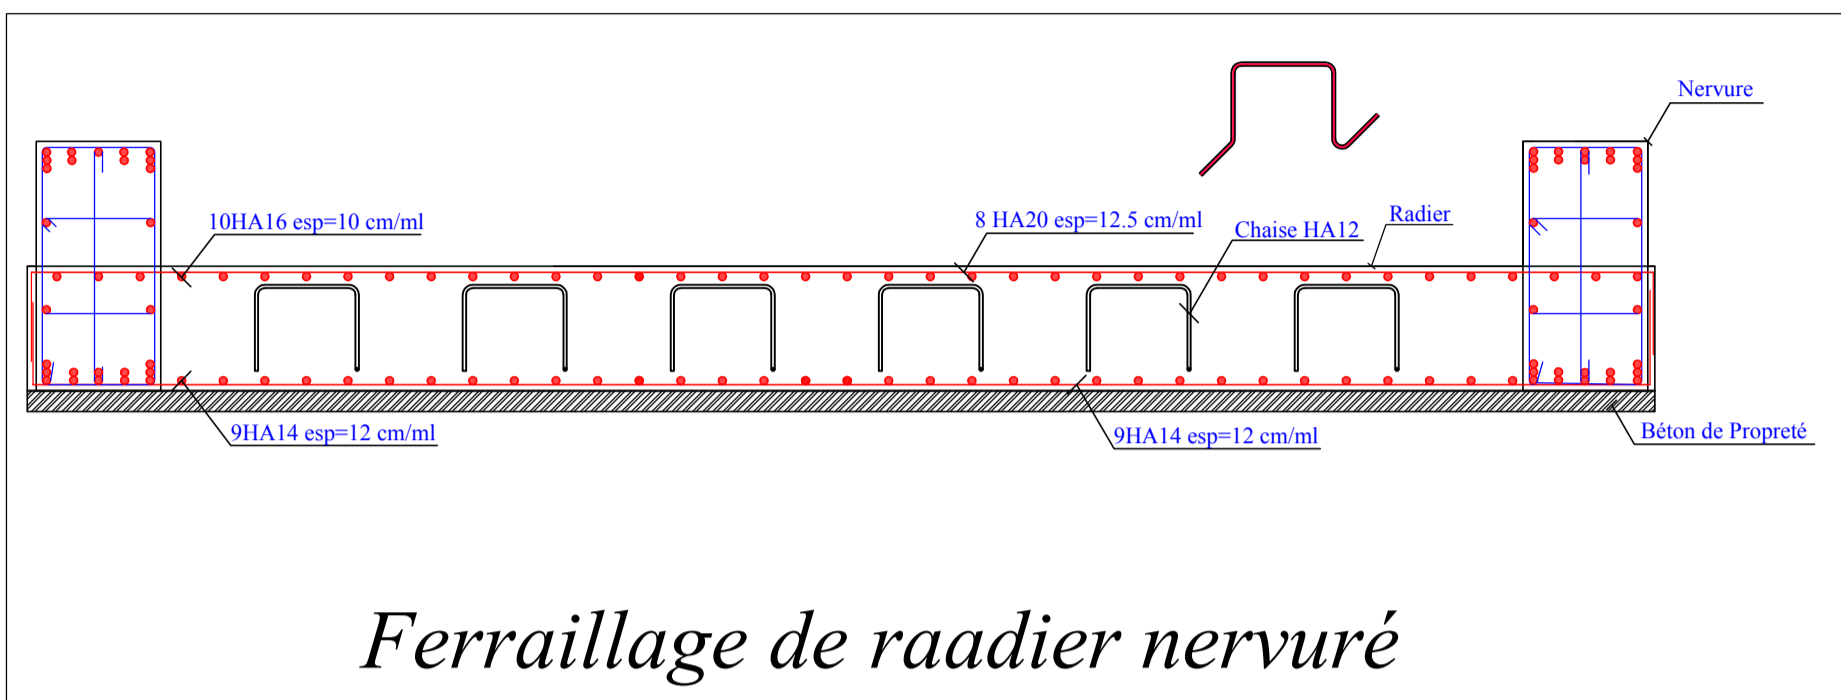 Nervure
10HA16 esp=10 cm/ml
8 HA20 esp=12.5 cm/ml
Chaise HA12
Radier
9HA14 esp=12 cm/ml
9HA14 esp=12 cm/ml
Béton de Propreté
Ferraillage de raadier nervuré